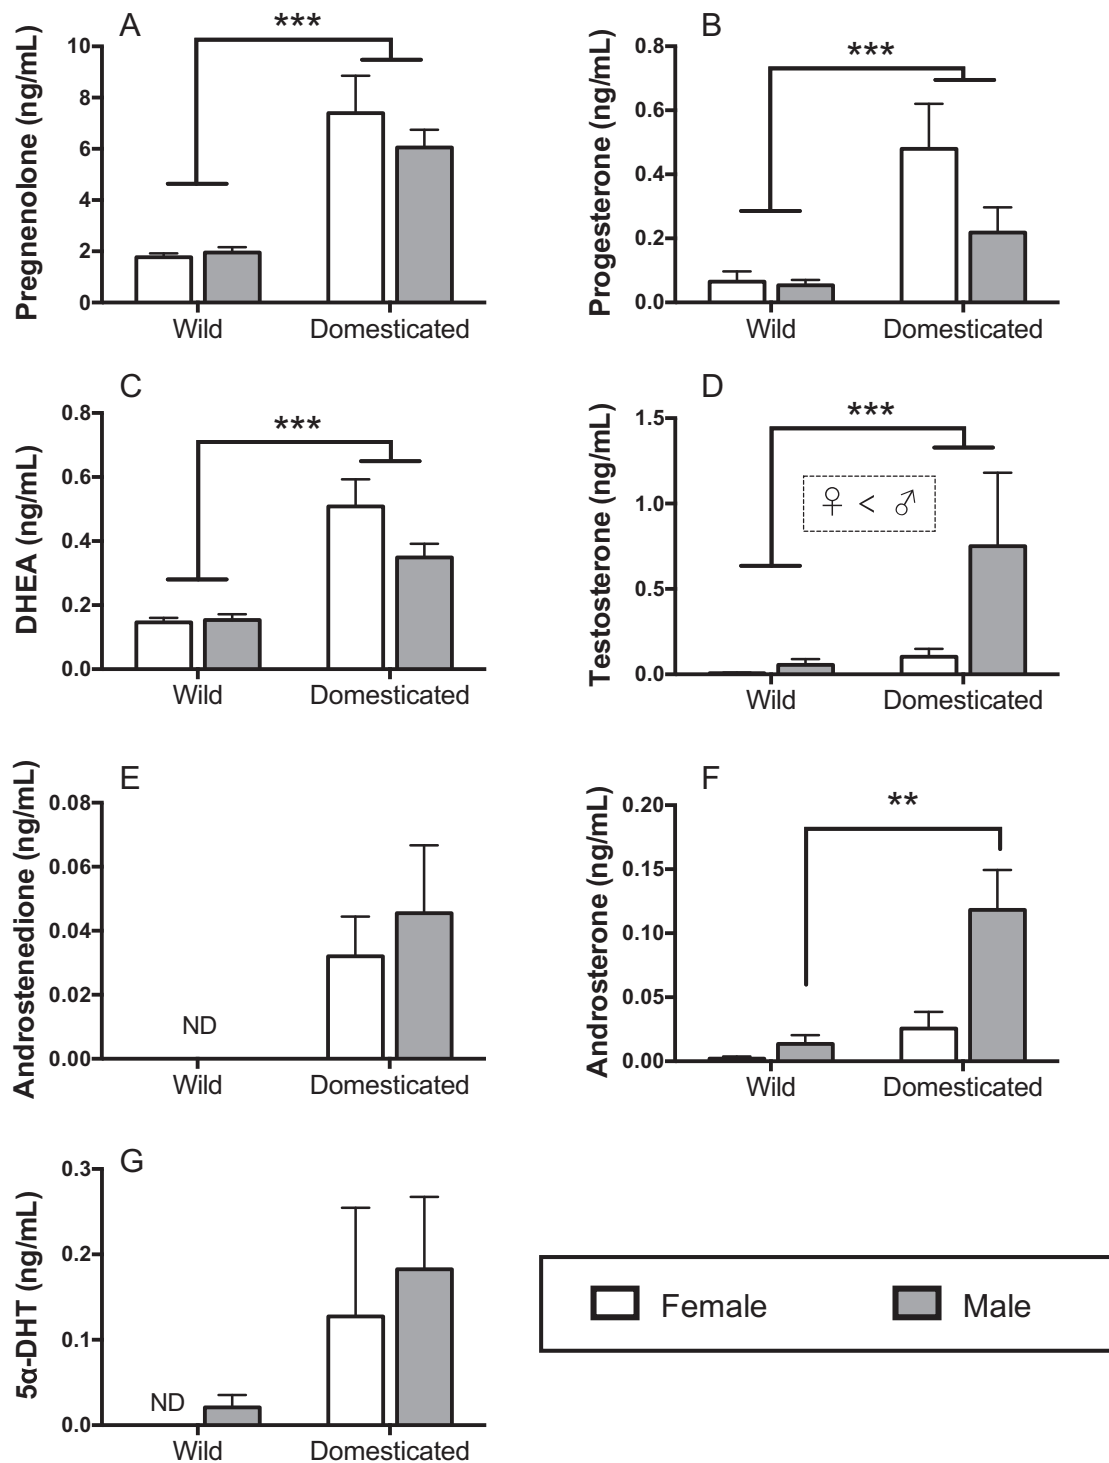 A
***
Pregnenolone (ng/mL)
10
8
6
4
2
0
Wild Domesticated
B
***
Progesterone (ng/mL)
0.8
0.6
0.4
0.2
0.0
Wild Domesticated
C
***
DHEA (ng/mL)
0.8
0.6
0.4
0.2
0.0
Wild Domesticated
D
***
Testosterone (ng/mL)
1.5
1.0
0.5
0.0
♀ < ♂
Wild Domesticated
E
Androstenedione (ng/mL)
0.08
0.06
0.04
0.02
0.00
ND
Wild Domesticated
F
**
Androsterone (ng/mL)
0.20
0.15
0.10
0.05
0.00
Wild Domesticated
G
5α-DHT (ng/mL)
0.3
0.2
0.1
0.0
ND
Wild Domesticated
Female Male